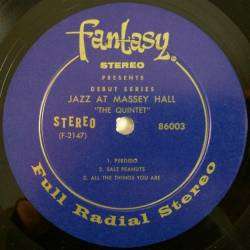 Fantasy
STEREO
PRESENTS
DEBUT SERIES
JAZZ AT MASSEY HALL
"THE QUINTET"
STEREO 86003
(F-2147)
1. PERDIDO
2. SALT PEANUTS
2. ALL THE THINGS YOU ARE
Full Radial Stereo